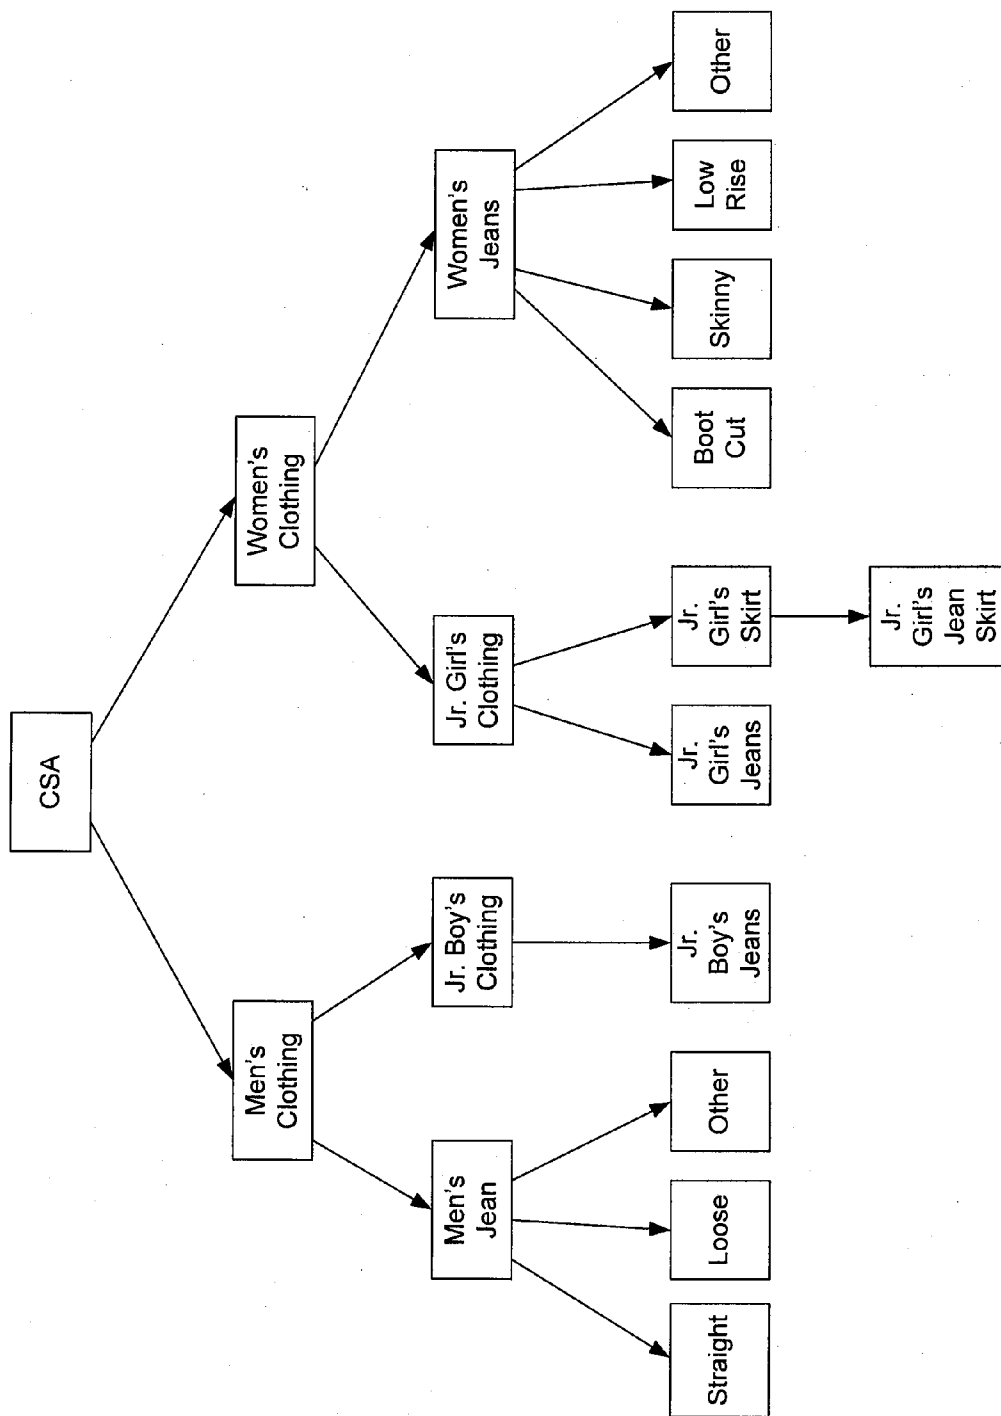 CSA
Men's
Clothing
Women's
Clothing
Men's
Jean
Jr. Boy's
Clothing
Jr. Girl's
Clothing
Women's
Jeans
Straight
Loose
Other
Jr.
Boy's
Jeans
Jr.
Girl's
Jeans
Jr.
Girl's
Skirt
Boot
Cut
Skinny
Low
Rise
Other
Jr.
Girl's
Jean
Skirt